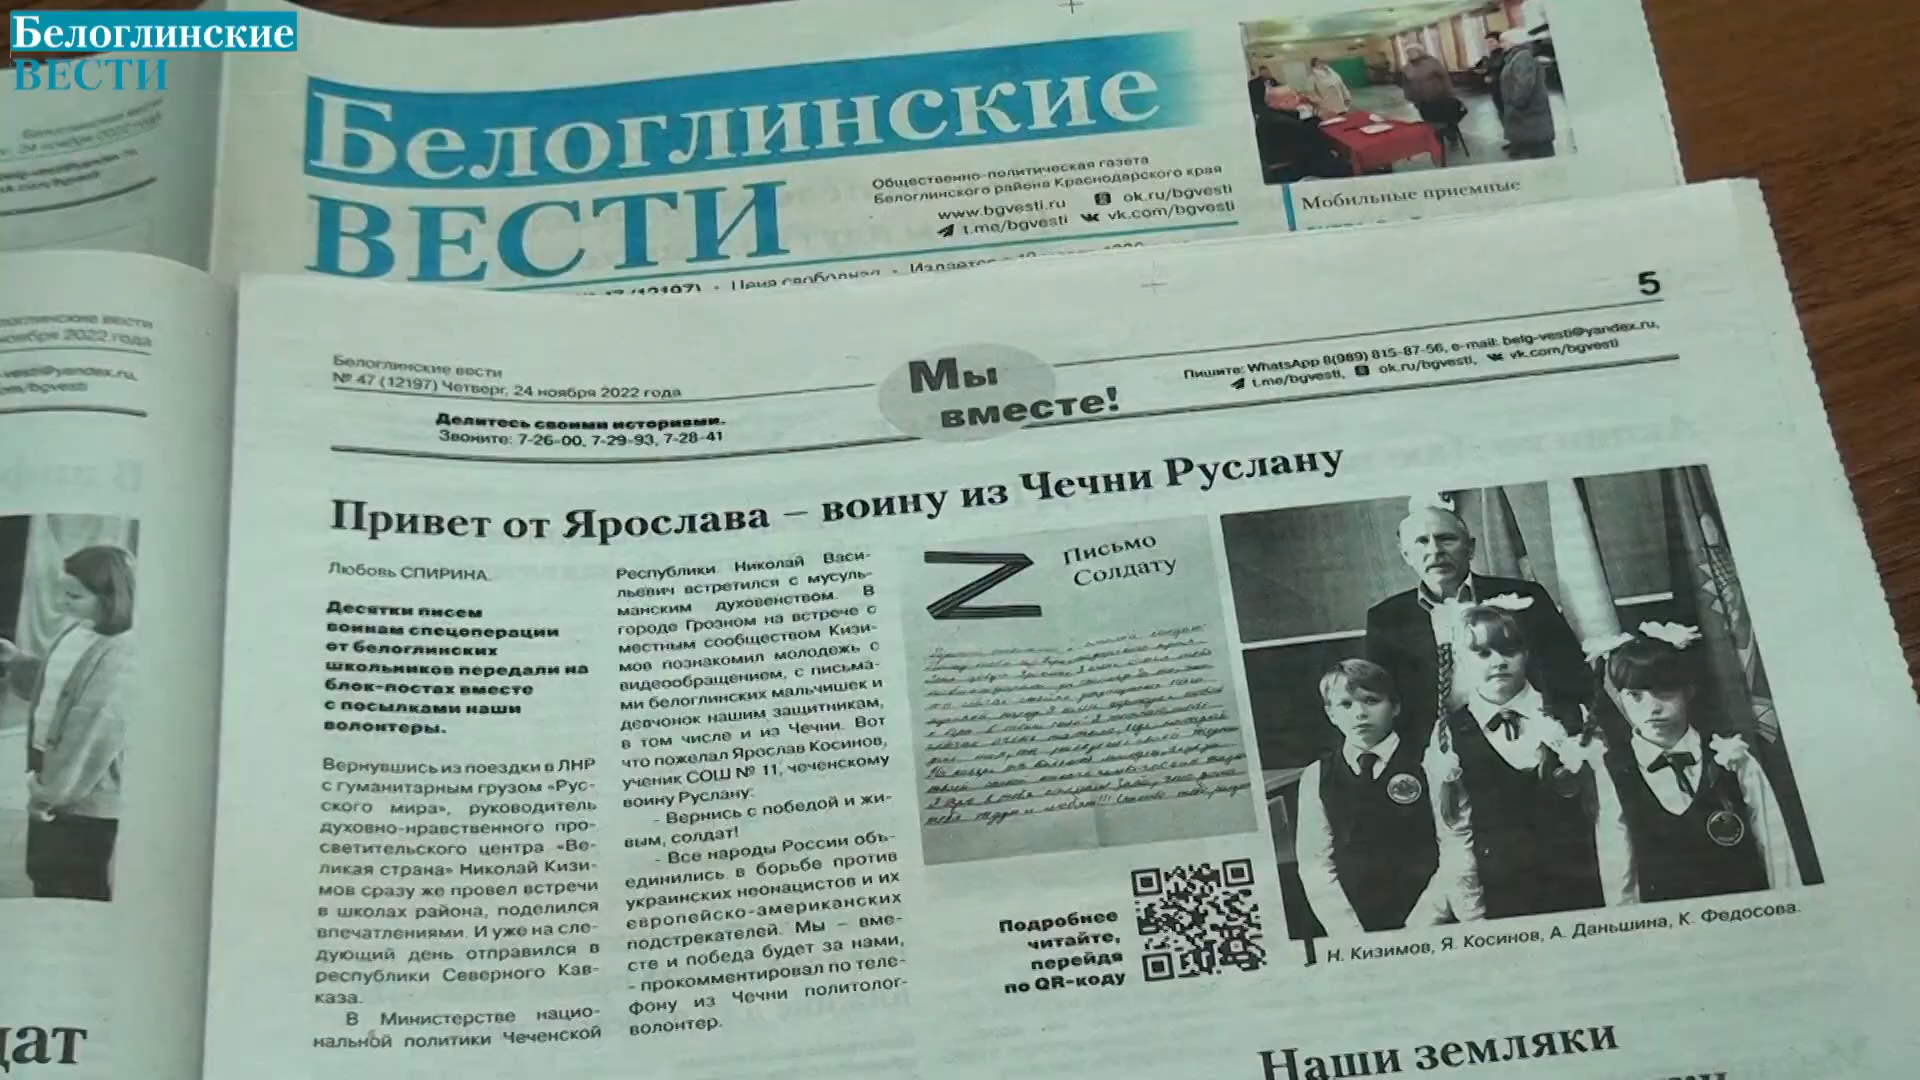 Белоглинские
ВЕСТИ
Белоглинские
ВЕСТИ
Общественно-политическая газета
Белоглинского района Краснодарского края
www.bgvesti.ru ok.ru/bgvesti
t.me/bgvesti vk.com/bgvesti
Цена свободная
Мобильные приемные
5
Белоглинские вести
№ 47 (12197) Четверг, 24 ноября 2022 года
Делитесь своими историями.
Звоните: 7-26-00, 7-29-93, 7-28-41
Мы
вместе!
Пишите: WhatsApp 8(989) 815-87-56, e-mail: belg-vesti@yandex.ru,
t.me/bgvesti, ok.ru/bgvesti, vk.com/bgvesti
Привет от Ярослава – воину из Чечни Руслану
Любовь СПИРИНА.
Десятки писем
воинам спецоперации
от белоглинских
школьников передали на
блок-постах вместе
с посылками наши
волонтеры.
Вернувшись из поездки в ЛНР
с гуманитарным грузом «Рус-
ского мира», руководитель
духовно-нравственного про-
светительского центра «Ве-
ликая страна» Николай Кизи-
мов сразу же провел встречи
в школах района, поделился
впечатлениями. И уже на сле-
дующий день отправился в
республики Северного Кав-
каза.
В Министерстве нацио-
нальной политики Чеченской
Республики Николай Васи-
льевич встретился с мусуль-
манским духовенством. В
городе Грозном на встрече с
местным сообществом Кизи-
мов познакомил молодежь с
видеообращением, с письма-
ми белоглинских мальчишек и
девчонок нашим защитникам,
в том числе и из Чечни. Вот
что пожелал Ярослав Косинов,
ученик СОШ № 11, чеченскому
воину Руслану:
- Вернись с победой и жи-
вым, солдат!
- Все народы России объ-
единились в борьбе против
украинских неонацистов и их
европейско-американских
подстрекателей. Мы – вме-
сте и победа будет за нами,
- прокомментировал по теле-
фону из Чечни политолог-
волонтер.
Письмо
Солдату
Подробнее
читайте,
перейдя
по QR-коду
Н. Кизимов, Я. Косинов, А. Даньшина, К. Федосова.
Наши земляки
дат